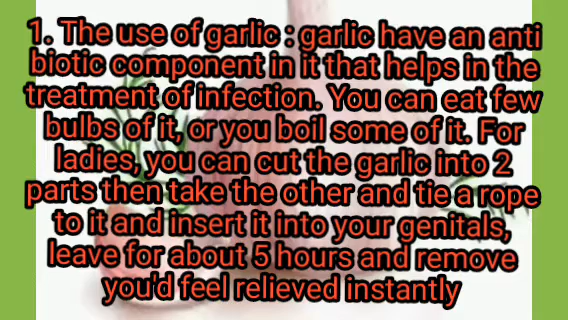 1. The use of garlic : garlic have an anti
biotic component in it that helps in the
treatment of infection. You can eat few
bulbs of it, or you boil some of it. For
ladies, you can cut the garlic into 2
parts then take the other and tie a rope
to it and insert it into your genitals,
leave for about 5 hours and remove
you'd feel relieved instantly